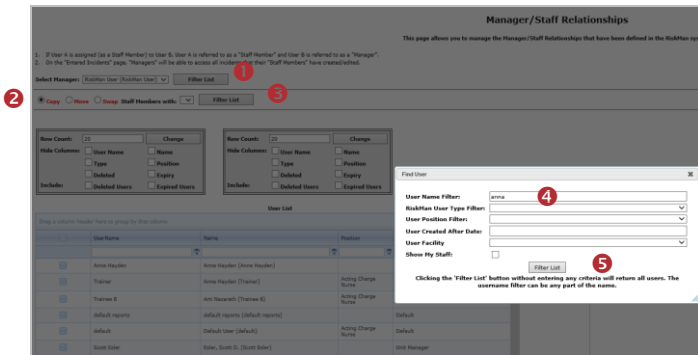 Manager/Staff Relationships
This page allows you to manage the Manager/Staff Relationships that have been defined in the RiskMan sys
1. If User A is assigned (as a Staff Member) to User B. User A is referred to as a "Staff Member" and User B is referred to as a "Manager".
2. On the "Entered Incidents" page. "Managers" will be able to access all incidents that their "Staff Members" have created/edited.
1
Select Manager: RiskMan User (RiskMan User) Filter List
2 Copy Move Swap Staff Members with: Filter List 3
Row Count: 20 Change Row Count: 20 Change
Hide Columns: User Name Name Hide Columns: User Name Name
Type Position Type Position
Deleted Expiry Deleted Expiry
Include: Deleted Users Expired Users Include: Deleted Users Expired Users
User List
Drag a column header here to group by that column
UserName Name Position
Anne Hayden Anne Hayden (Anne Hayden)
Trainer Anne Hayden (Trainer) Acting Charge Nurse
Trainee B Ant Nazareth (Trainee B) Acting Charge Nurse
default reports default reports (default reports) Default
default Default User (default) Acting Charge Nurse Default
Scott Ester Ester, Scott D. (Scott Ester) Unit Manager
Find User
User Name Filter: anna 4
RiskMan User Type Filter:
User Position Filter:
User Created After Date:
User Facility
Show My Staff:
Filter List 5
Clicking the 'Filter List' button without entering any criteria will return all users. The
username filter can be any part of the name.